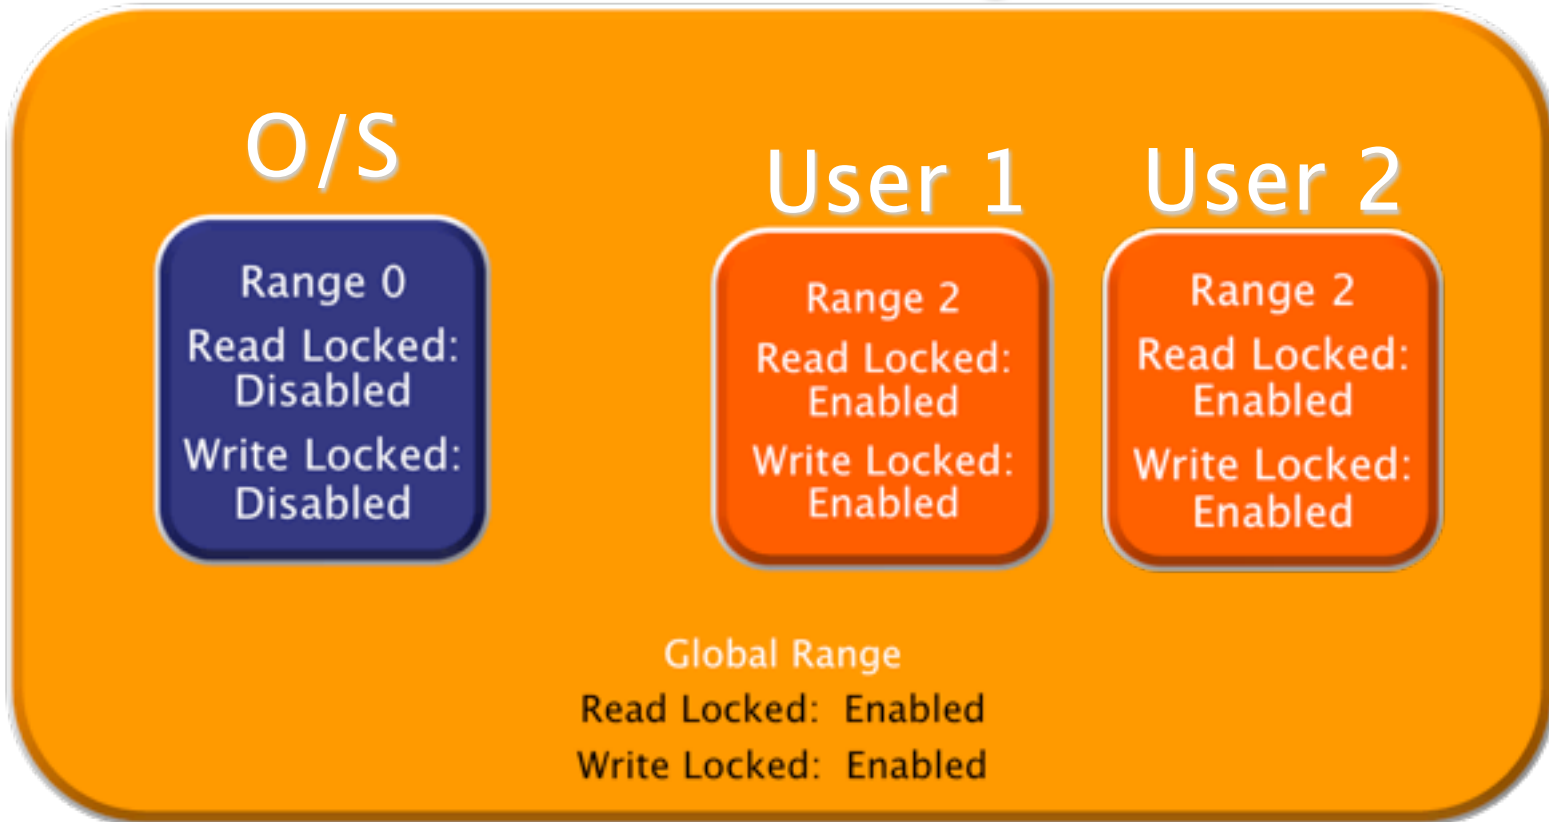 O/S
Range 0
Read Locked:
Disabled
Write Locked:
Disabled
User 1
Range 2
Read Locked:
Enabled
Write Locked:
Enabled
User 2
Range 2
Read Locked:
Enabled
Write Locked:
Enabled
Global Range
Read Locked: Enabled
Write Locked: Enabled